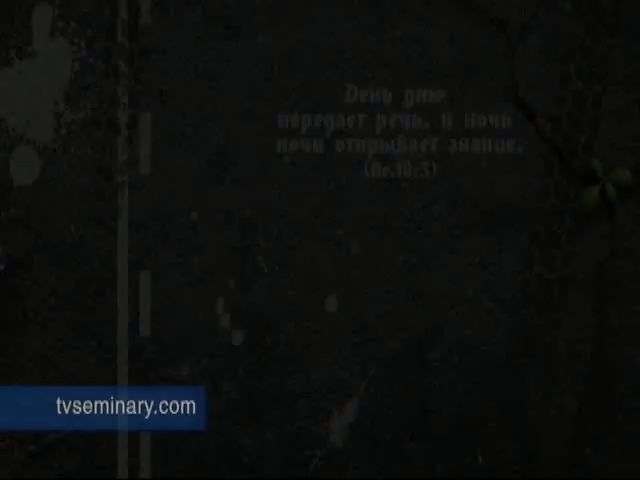 День дню
передает речь, и ночь
ночи открывает знание.
(Пс.18:3)
tvseminary.com